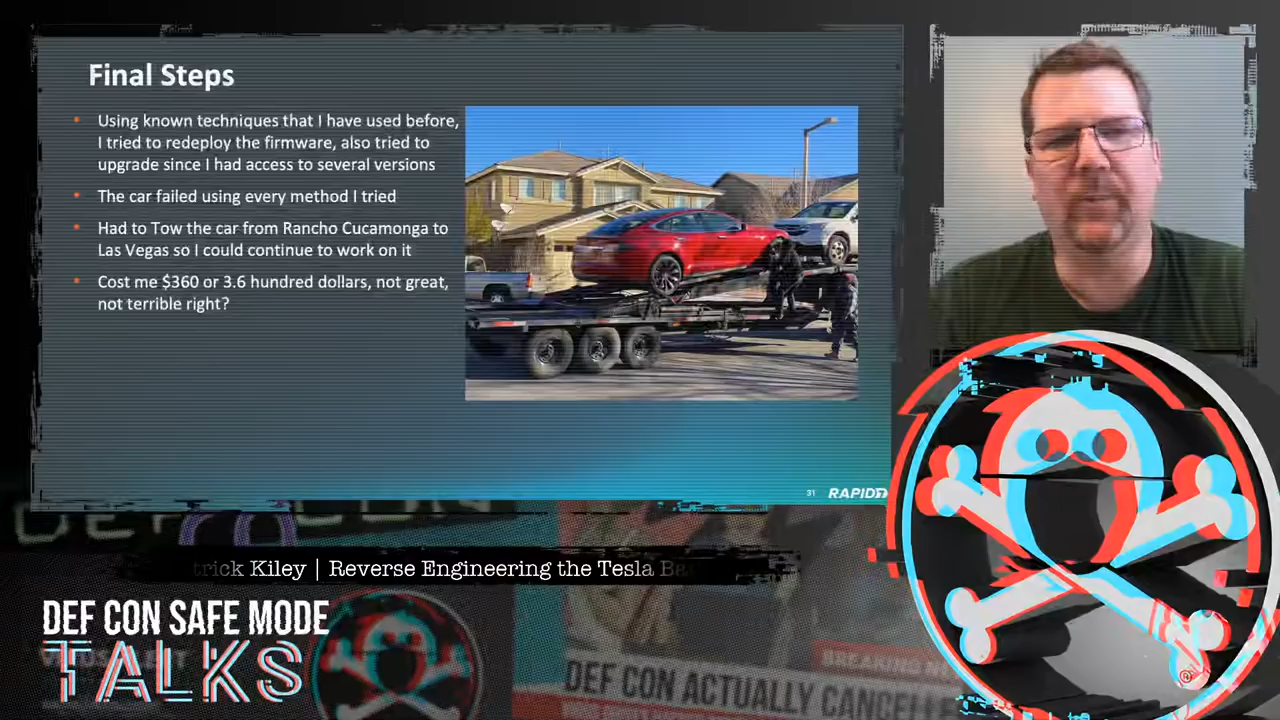 Final Steps
Using known techniques that I have used before,
I tried to redeploy the firmware, also tried to
upgrade since I had access to several versions
The car failed using every method I tried
Had to Tow the car from Rancho Cucamonga to
Las Vegas so I could continue to work on it
Cost me $360 or 3.6 hundred dollars, not great,
not terrible right?
31 RAPID7
trick Kiley | Reverse Engineering the Tesla Ba
DEF CON SAFE MODE
TALKS
BREAKING NE
DEF CON ACTUALLY CANCELLE